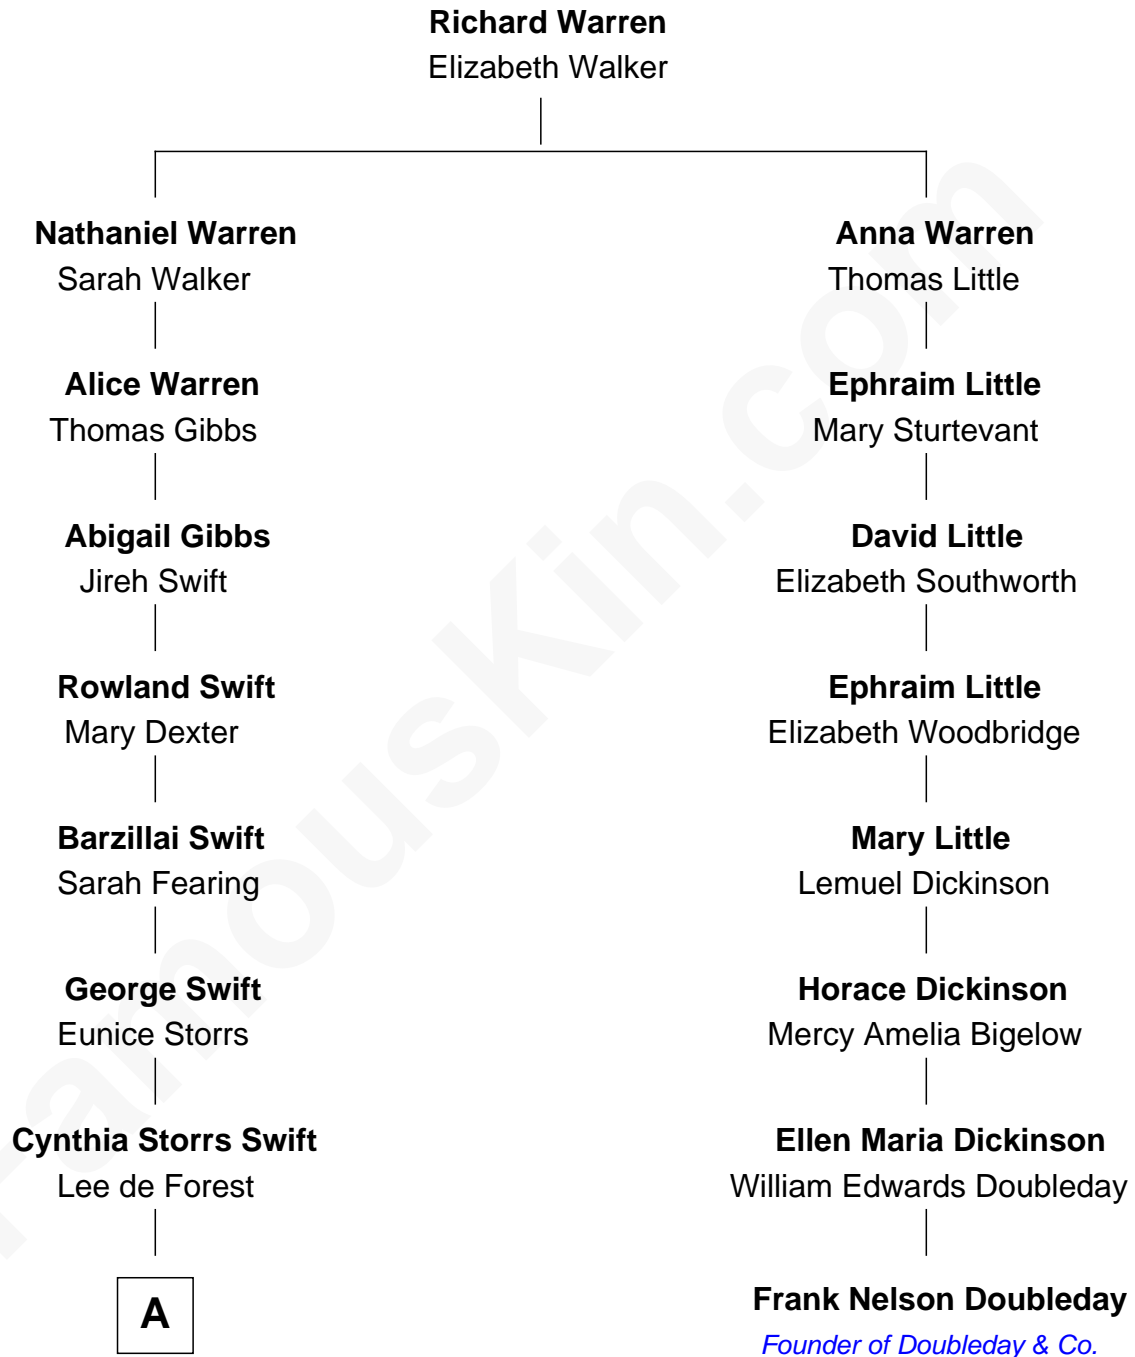 Richard Warren
Elizabeth Walker
Nathaniel Warren
Sarah Walker
Anna Warren
Thomas Little
Alice Warren
Thomas Gibbs
Ephraim Little
Mary Sturtevant
Abigail Gibbs
Jireh Swift
David Little
Elizabeth Southworth
Rowland Swift
Mary Dexter
Ephraim Little
Elizabeth Woodbridge
Barzillai Swift
Sarah Fearing
Mary Little
Lemuel Dickinson
George Swift
Eunice Storrs
Horace Dickinson
Mercy Amelia Bigelow
Cynthia Storrs Swift
Lee de Forest
Ellen Maria Dickinson
William Edwards Doubleday
A
Frank Nelson Doubleday
Founder of Doubleday & Co.
FamousKin.com